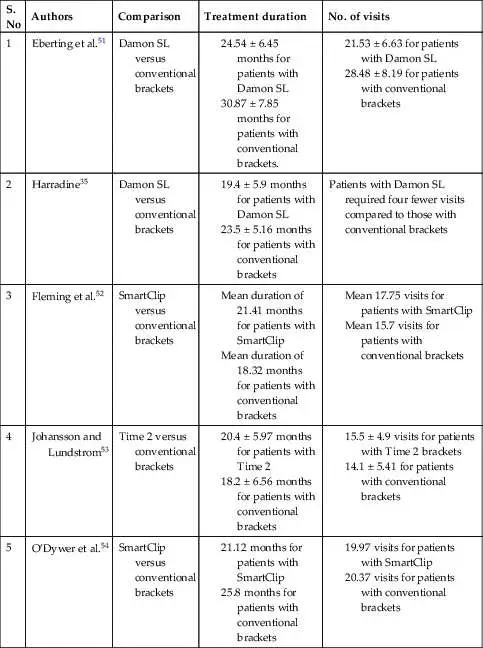 S. No	Authors	Comparison	Treatment duration	No. of visits
1	Eberting et al.51	Damon SL	24.54 ± 6.45	21.53 ± 6.63 for patients
versus	months for	with Damon SL
conventional	patients with	28.48 ± 8.19 for patients
brackets	Damon SL	with conventional
30.87 ± 7.85	brackets
months for
patients with
conventional
brackets.
2	Harradine35	Damon SL	19.4 ± 5.9 months	Patients with Damon SL
versus	for patients with	required four fewer visits
conventional	Damon SL	compared to those with
brackets	23.5 ± 5.16 months	conventional brackets
for patients with
conventional
brackets
3	Fleming et al.52	SmartClip	Mean duration of	Mean 17.75 visits for
versus	21.41 months	patients with SmartClip
conventional	for patients with	Mean 15.7 visits for
brackets	SmartClip	patients with
Mean duration of	conventional brackets
18.32 months
for patients with
conventional
brackets
4	Johansson and	Time 2 versus	20.4 ± 5.97 months	15.5 ± 4.9 visits for patients
Lundstrom53	conventional	for patients with	with Time 2 brackets
brackets	Time 2	14.1 ± 5.41 for patients
18.2 ± 6.56 months	with conventional
for patients with	brackets
conventional
brackets
5	O'Dywer et al.54	SmartClip	21.12 months for	19.97 visits for patients
versus	patients with	with SmartClip
conventional	SmartClip	20.37 visits for patients
brackets	25.8 months for	with conventional
patients with	brackets
conventional
brackets